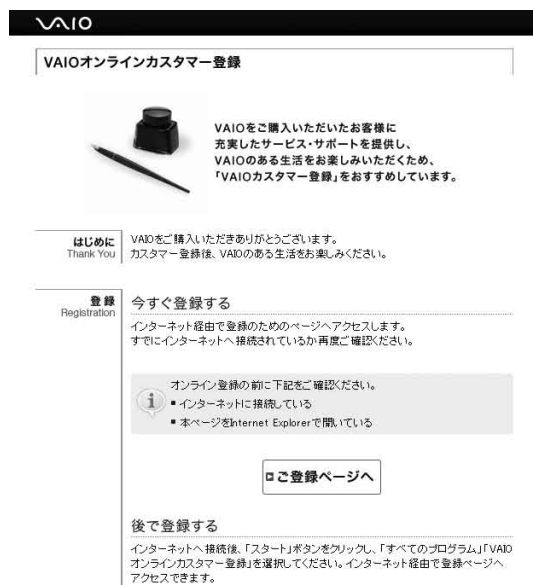 VAIO
VAIOオンラインカスタマー登録
VAIOをご購入いただいたお客様に
充実したサービス・サポートを提供し、
VAIOのある生活をお楽しみいただくため、
「VAIOカスタマー登録」をおすすめしています。
はじめに
Thank You
VAIOをご購入いただきありがとうございます。
カスタマー登録後、VAIOのある生活をお楽しみください。
登録
Registration
今すぐ登録する
インターネット経由で登録のためのページへアクセスします。
すでにインターネットへ接続されているか再度ご確認ください。
i
オンライン登録の前に下記をご確認ください。
■ インターネットに接続している
■ 本ページをInternet Explorerで開いている
ご登録ページへ
後で登録する
インターネットへ接続後、「スタート」ボタンをクリックし、「すべてのプログラム」「VAIO
オンラインカスタマー登録」を選択してください。インターネット経由で登録ページへ
アクセスできます。